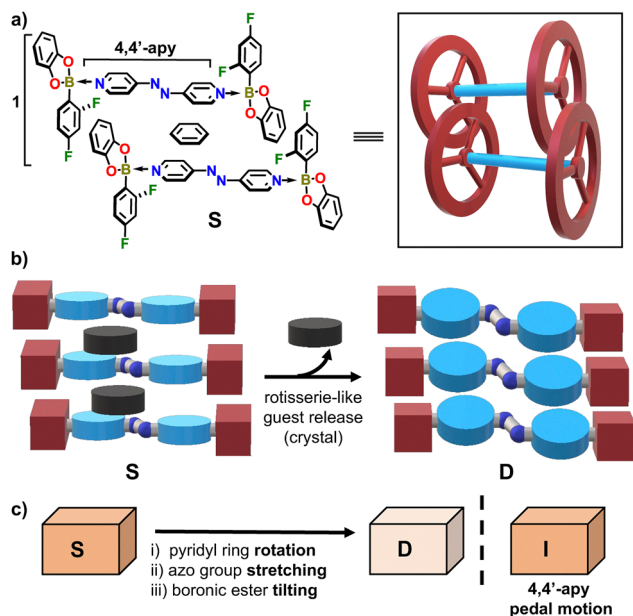 a)
4,4'-apy
1
F
F
O
O
B
N
N
N
N
B
O
O
F
F
F
F
O
O
B
N
N
N
N
B
O
O
F
F
S
b)
rotisserie-like
guest release
(crystal)
S
D
c)
S
i) pyridyl ring rotation
ii) azo group stretching
iii) boronic ester tilting
D
I
4,4'-apy
pedal motion